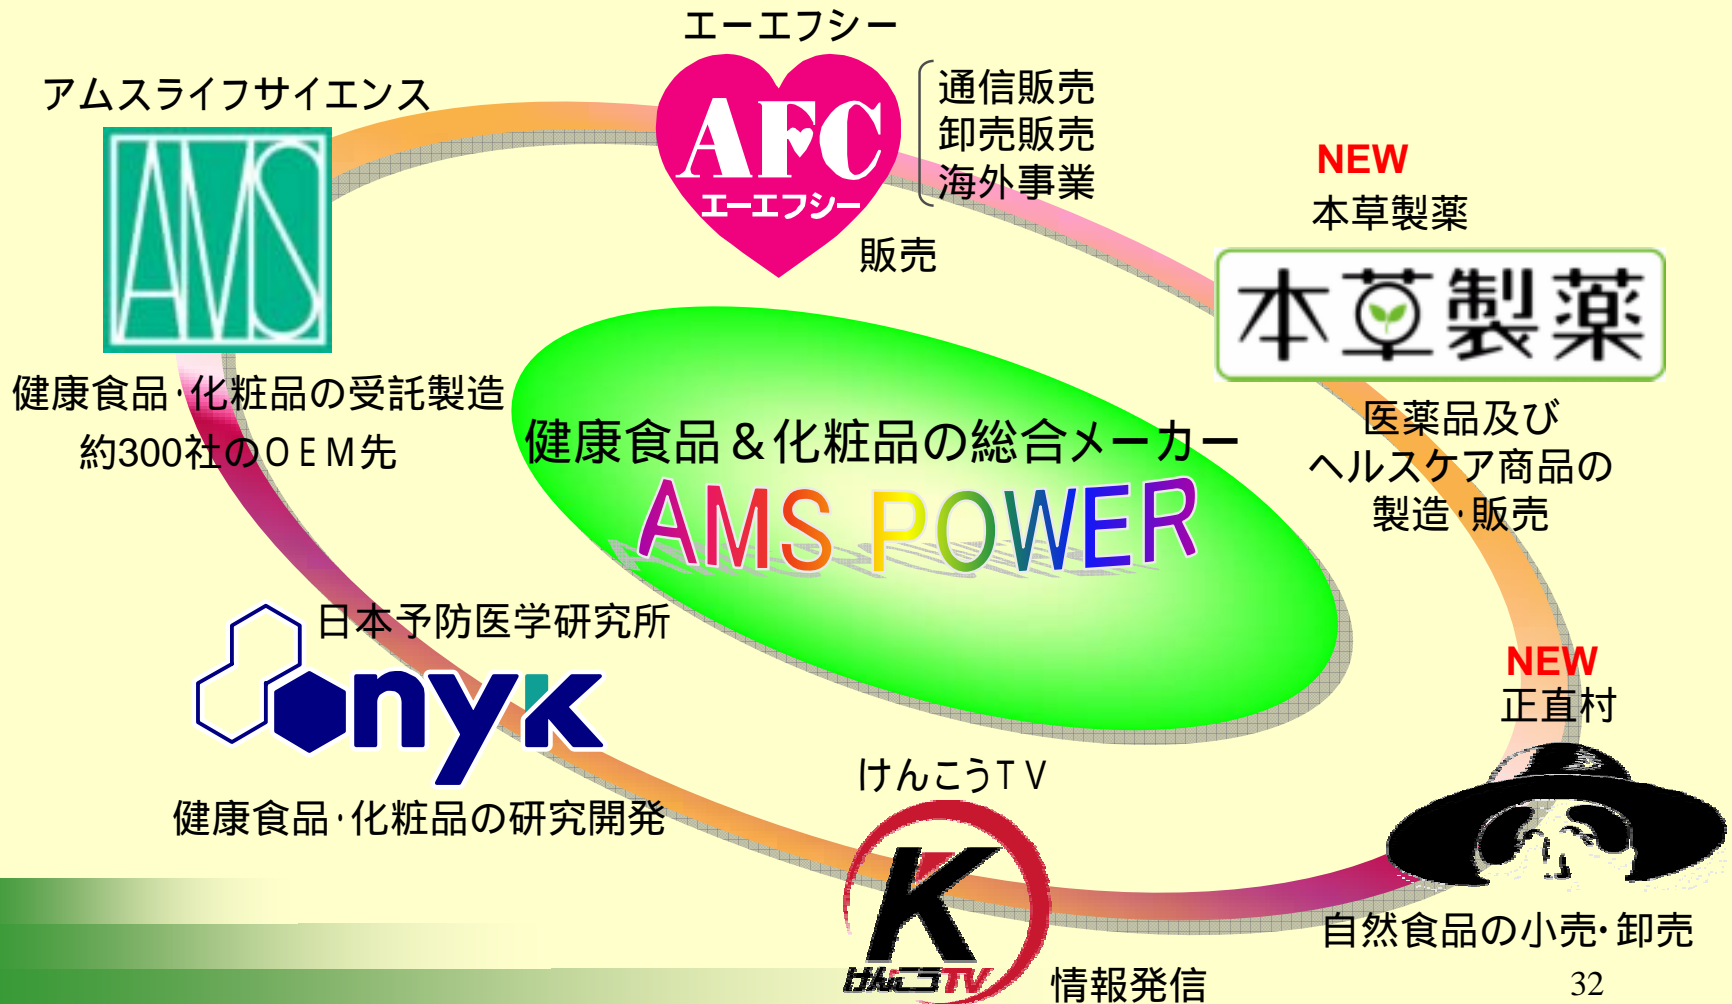 エーエフシー
AFC
エーエフシー
通信販売
卸売販売
海外事業
販売
アムスライフサイエンス
AMS
健康食品・化粧品の受託製造
約300社のOEM先
NEW
本草製薬
本草製薬
医薬品及び
ヘルスケア商品の
製造・販売
健康食品＆化粧品の総合メーカー
AMS POWER
日本予防医学研究所
nyk
健康食品・化粧品の研究開発
NEW
正直村
自然食品の小売・卸売
けんこうTV
K
けんこうTV
情報発信
32